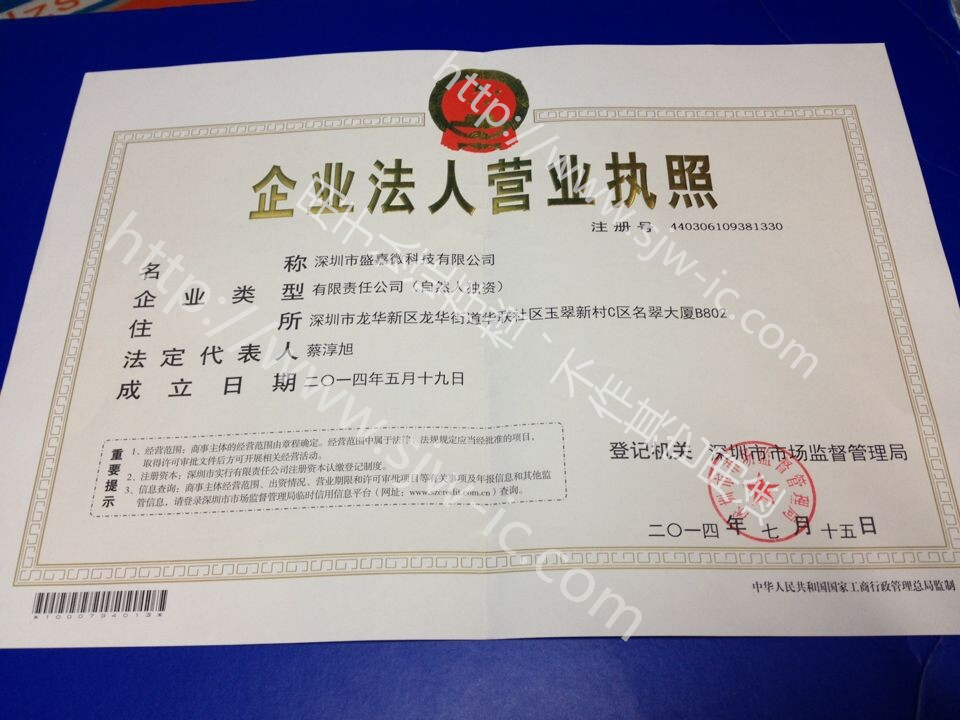 企业法人营业执照
注册号 440306109381330
名称 深圳市盛嘉微科技有限公司
企业类型 有限责任公司（自然人独资）
住所 深圳市龙华新区龙华街道华联社区玉翠新村C区名翠大厦B802
法定代表人 蔡淳旭
成立日期 二〇一四年五月十九日
重要提示
1、经营范围：商事主体的经营范围由章程确定。经营范围中属于法律、法规规定应当经批准的项目，
取得许可审批文件后方可开展相关经营活动。
2、注册资本：深圳市实行有限责任公司注册资本认缴登记制度。
3、信息查询：商事主体经营范围、出资情况、营业期限和许可审批项目等有关事项及年报信息和其他监
管信息，请登录深圳市市场监督管理局临时信用信息平台（网址：www.szcredit.com.cn）查询。
登记机关 深圳市市场监督管理局
二〇一四年七月十五日
中华人民共和国国家工商行政管理总局监制
*1000794013*
http://www.sjw-ic.com
http://www.sjw-ic.com